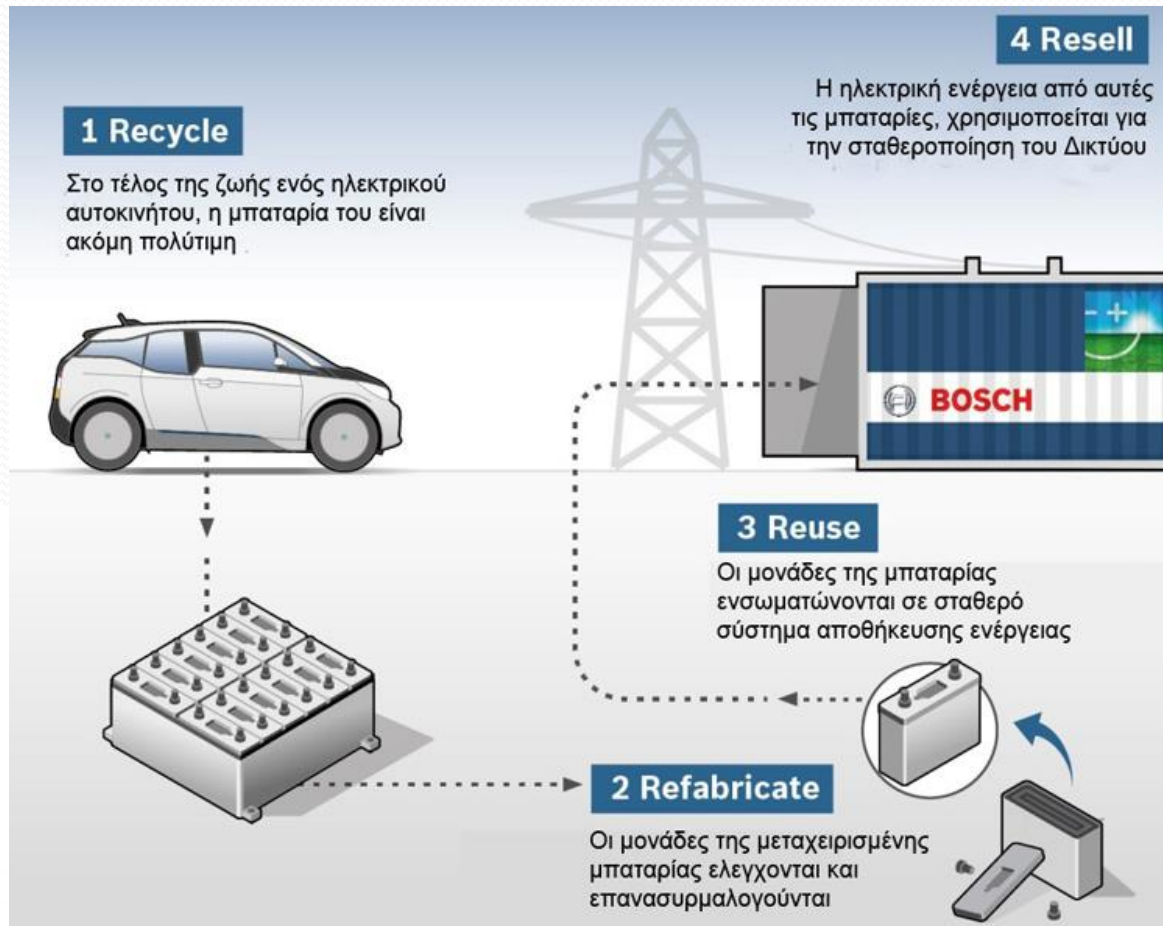 1 Recycle
Στο τέλος της ζωής ενός ηλεκτρικού
αυτοκινήτου, η μπαταρία του είναι
ακόμη πολύτιμη
2 Refabricate
Οι μονάδες της μεταχειρισμένης
μπαταρίας ελεγχονται και
επανασυρμαλογούνται
3 Reuse
Οι μονάδες της μπαταρίας
ενσωματώνονται σε σταθερό
σύστημα αποθήκευσης ενέργειας
4 Resell
Η ηλεκτρική ενέργεια από αυτές
τις μπαταρίες, χρησιμοποείται για
την σταθεροποίηση του Δικτύου
- +
BOSCH